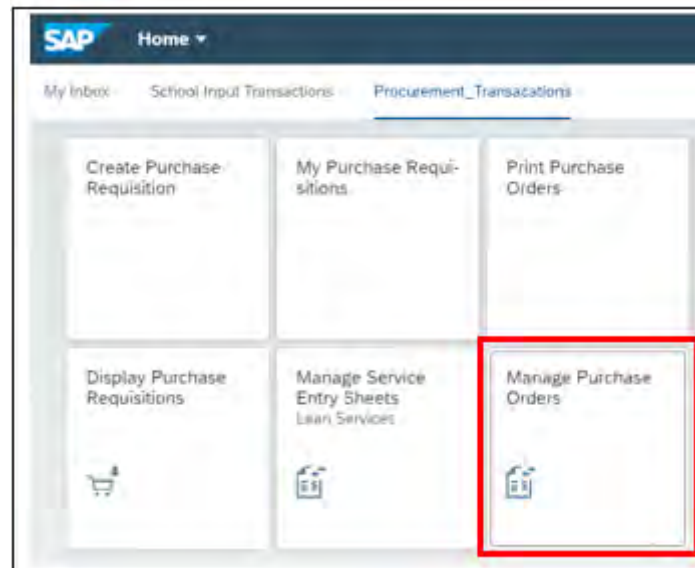 SAP Home
My Inbox School Input Transactions Procurement_Transacations
Create Purchase
Requisition
My Purchase Requi-
sitions
Print Purchase
Orders
Display Purchase
Requisitions
Manage Service
Entry Sheets
Lean Services
Manage Purchase
Orders